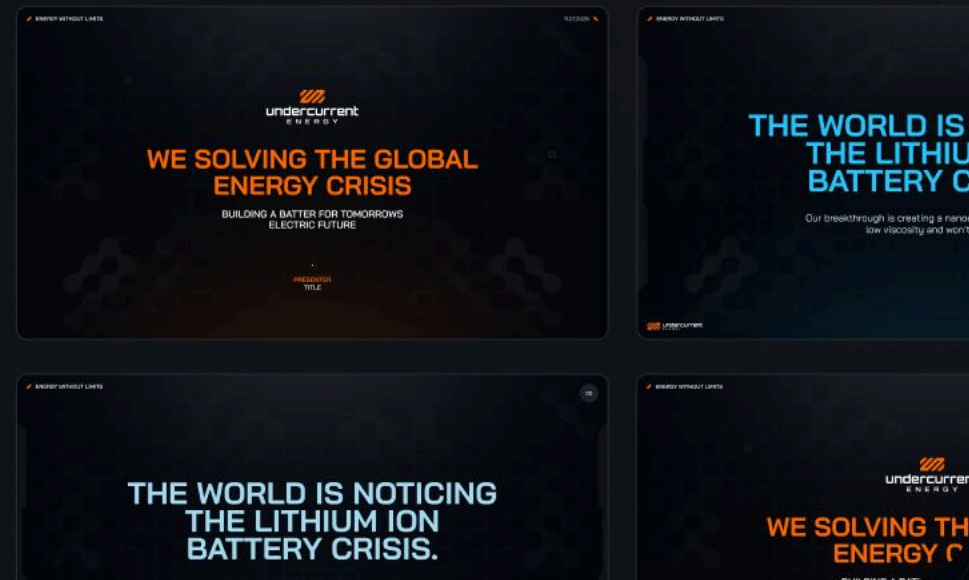 ENERGY WITHOUT LIMITS
undercurrent
ENERGY
WE SOLVING THE GLOBAL
ENERGY CRISIS
BUILDING A BATTER FOR TOMORROWS
ELECTRIC FUTURE
PRESENTER
TITLE
ENERGY WITHOUT LIMITS
THE WORLD IS
THE LITHIU
BATTERY C
Our breakthrough is creating a nano
low viscosity and won't
undercurrent
ENERGY WITHOUT LIMITS
THE WORLD IS NOTICING
THE LITHIUM ION
BATTERY CRISIS.
ENERGY WITHOUT LIMITS
undercurren
ENERGY
WE SOLVING TH
ENERGY C